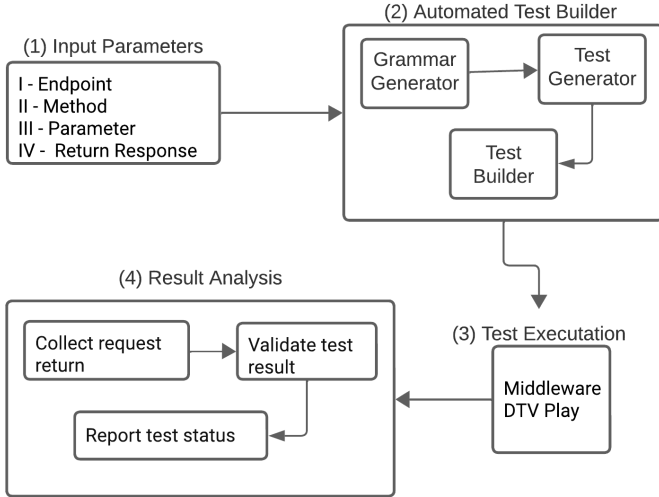 (1) Input Parameters
I - Endpoint
II - Method
III - Parameter
IV -  Return Response
(2) Automated Test Builder
Grammar
Generator
Test
Generator
Test
Builder
(3) Test Executation
Middleware
DTV Play
(4) Result Analysis
Collect request
return
Validate test
result
Report test status